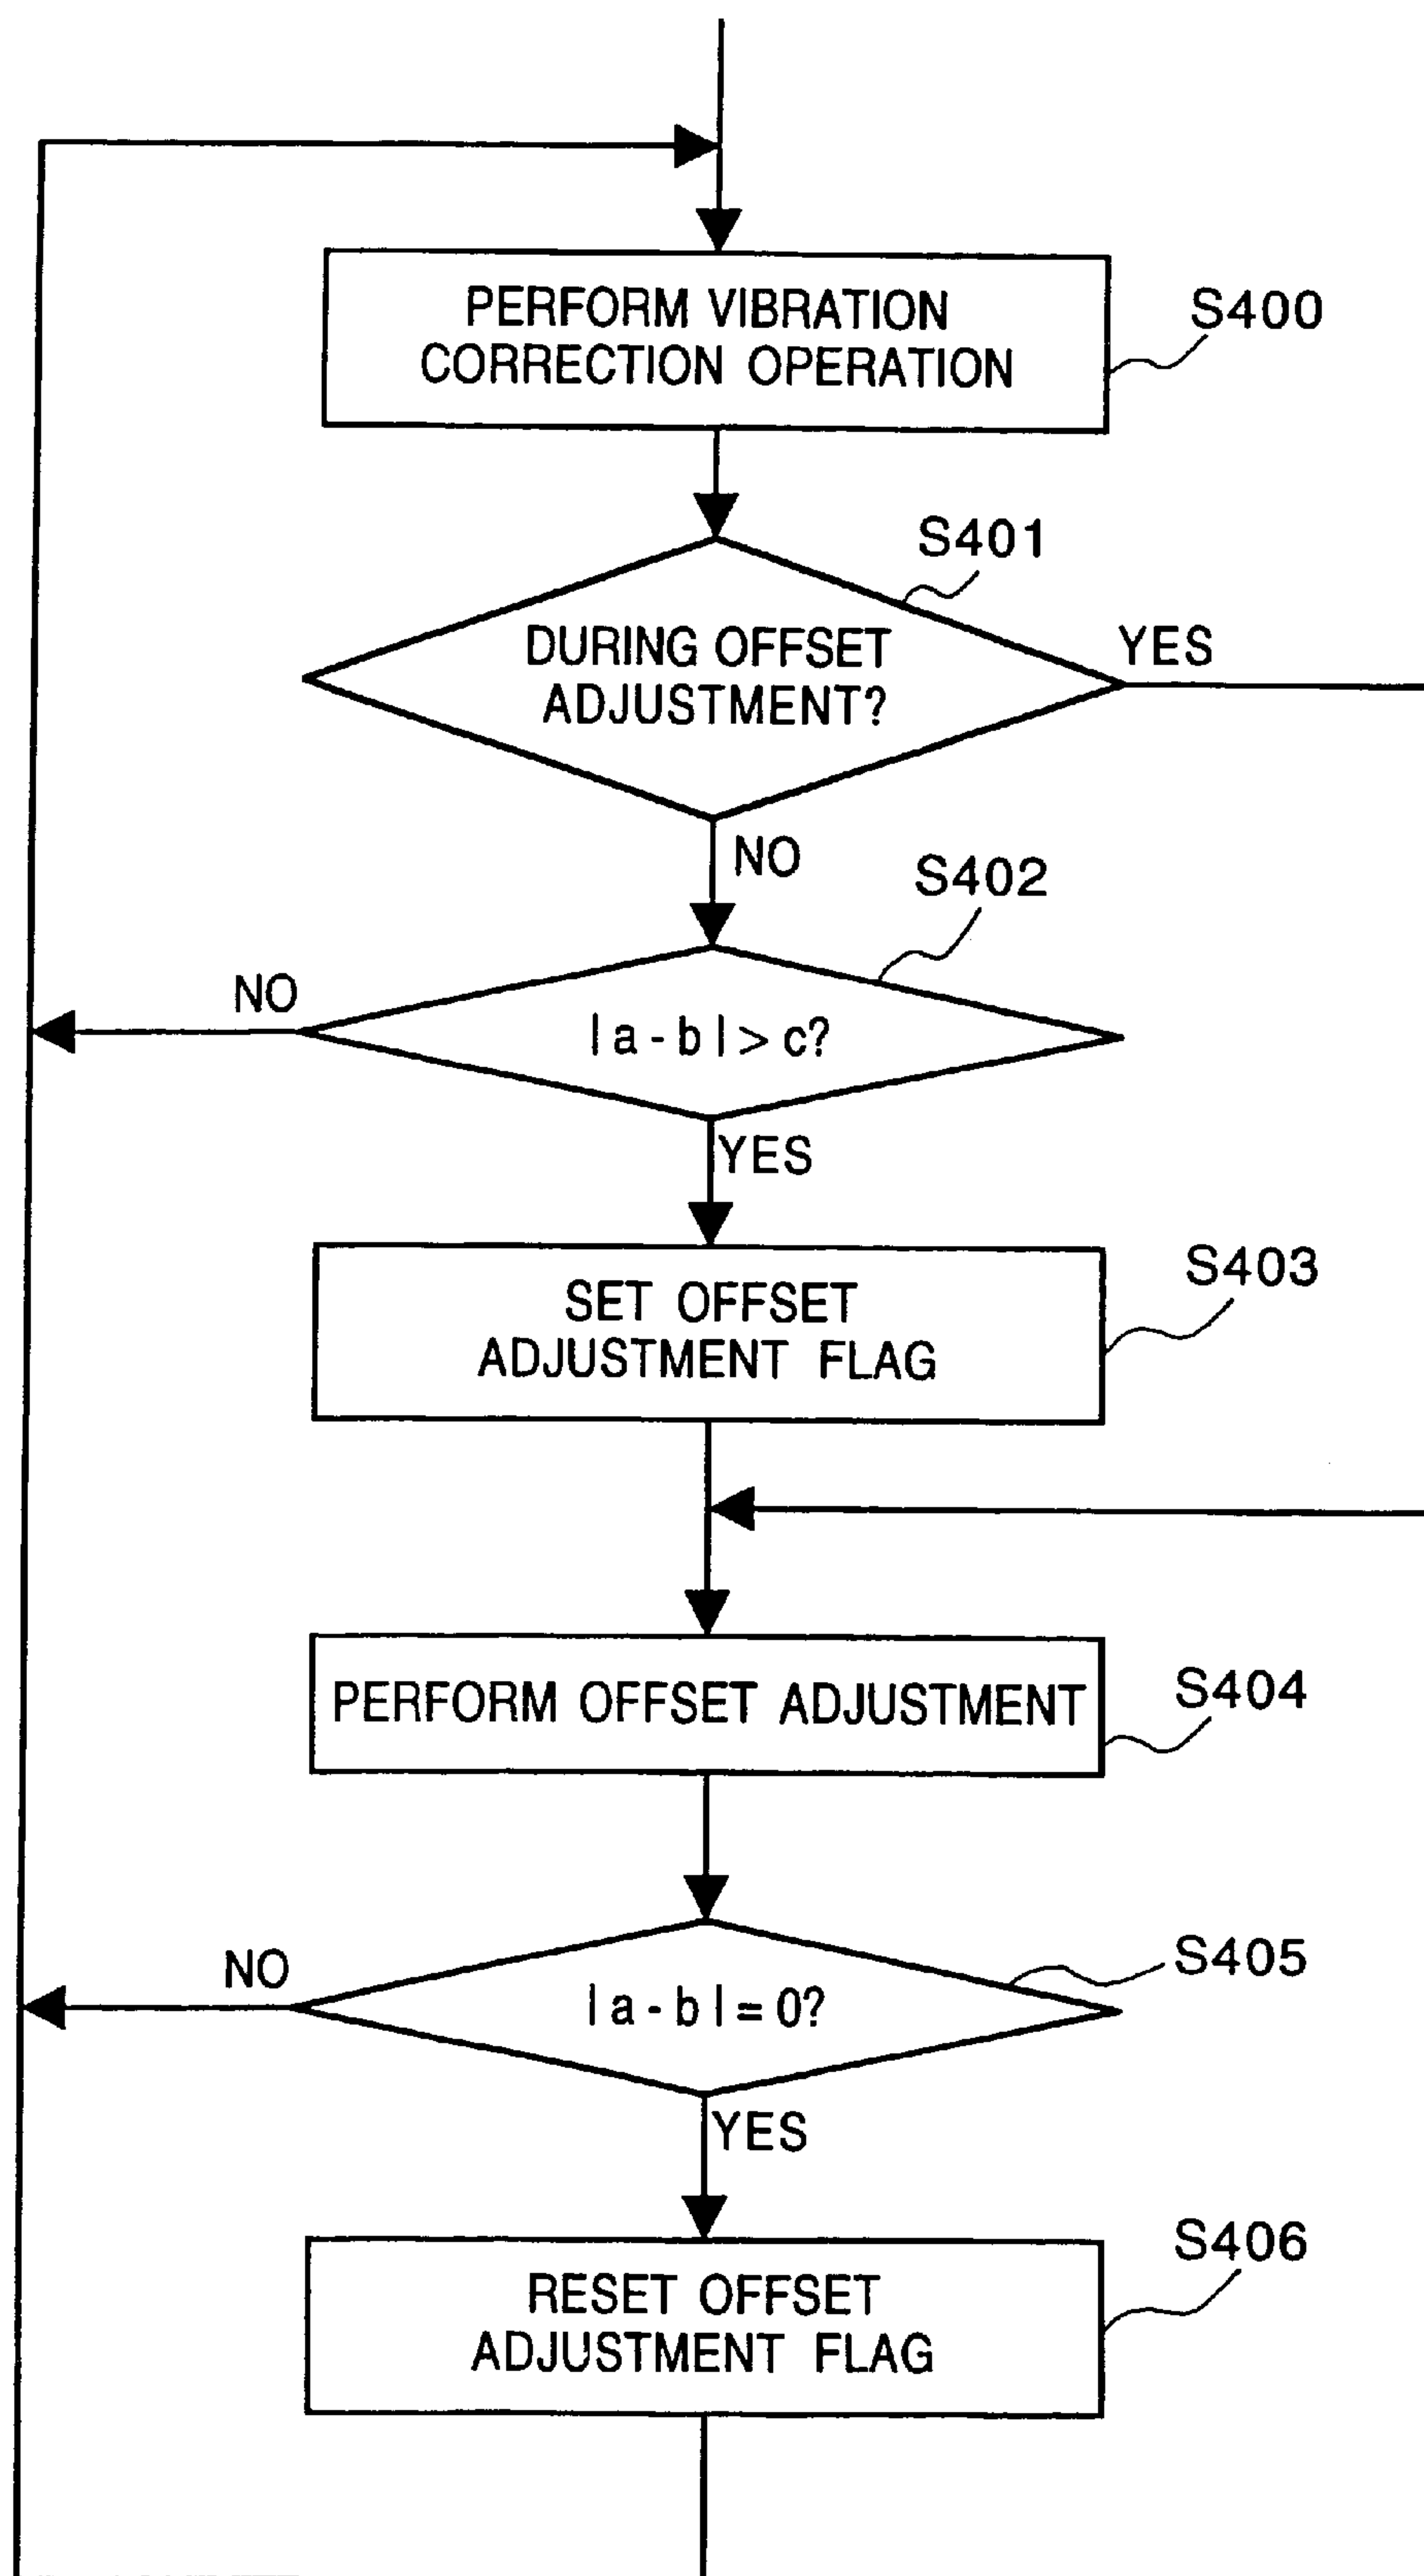 PERFORM VIBRATION
CORRECTION OPERATION
S400
S401
DURING OFFSET
ADJUSTMENT?
YES
NO
S402
NO
| a - b | > c?
YES
SET OFFSET
ADJUSTMENT FLAG
S403
PERFORM OFFSET ADJUSTMENT
S404
NO
| a - b | = 0?
S405
YES
RESET OFFSET
ADJUSTMENT FLAG
S406